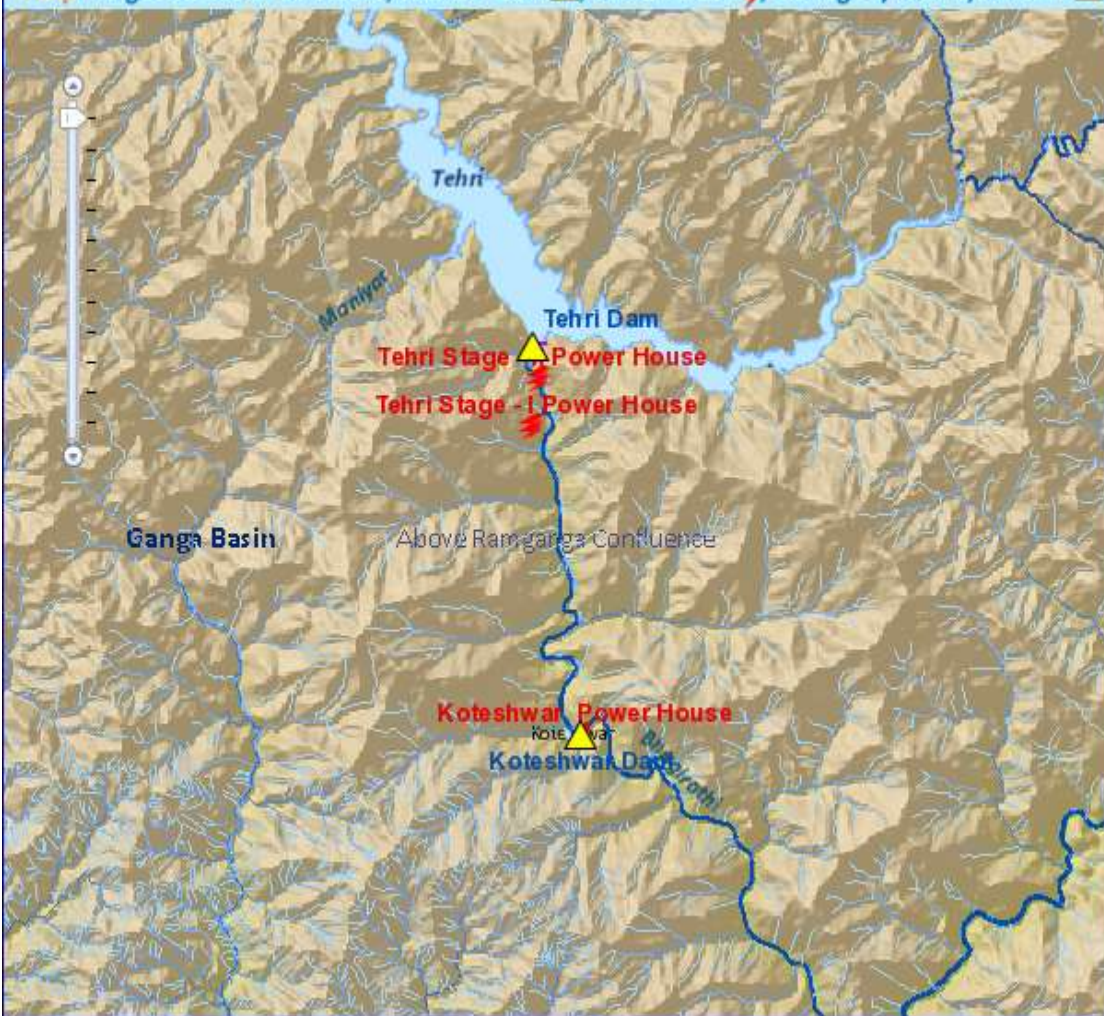 Tehri
Maniyar
Tehri Dam
Tehri Stage - Power House
Tehri Stage - I Power House
Ganga Basin
Above Ramganga Confluence
Koteshwar Power House
Koteshwar Dam
Bhagirathi